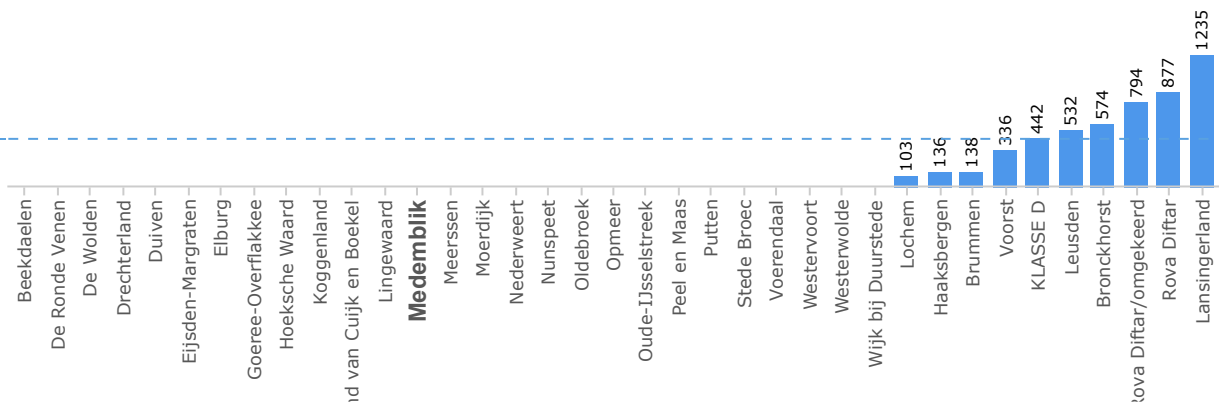 103
136
138
336
442
532
574
794
877
1235
Beekdaelen
De Ronde Venen
De Wolden
Drechterland
Duiven
Eijsden-Margraten
Elburg
Goeree-Overflakkee
Hoeksche Waard
Koggenland
van Cuijk en Boekel
Lingewaard
Medemblik
Meerssen
Moerdijk
Nederweert
Nunspeet
Oldebroek
Opmeer
Oude-IJsselstreek
Peel en Maas
Putten
Stede Broec
Voerendaal
Westervoort
Westerwolde
Wijk bij Duurstede
Lochem
Haaksbergen
Brummen
Voorst
KLASSE D
Leusden
Bronckhorst
Rova Diftar/omgekeerd
Rova Diftar
Lansingerland